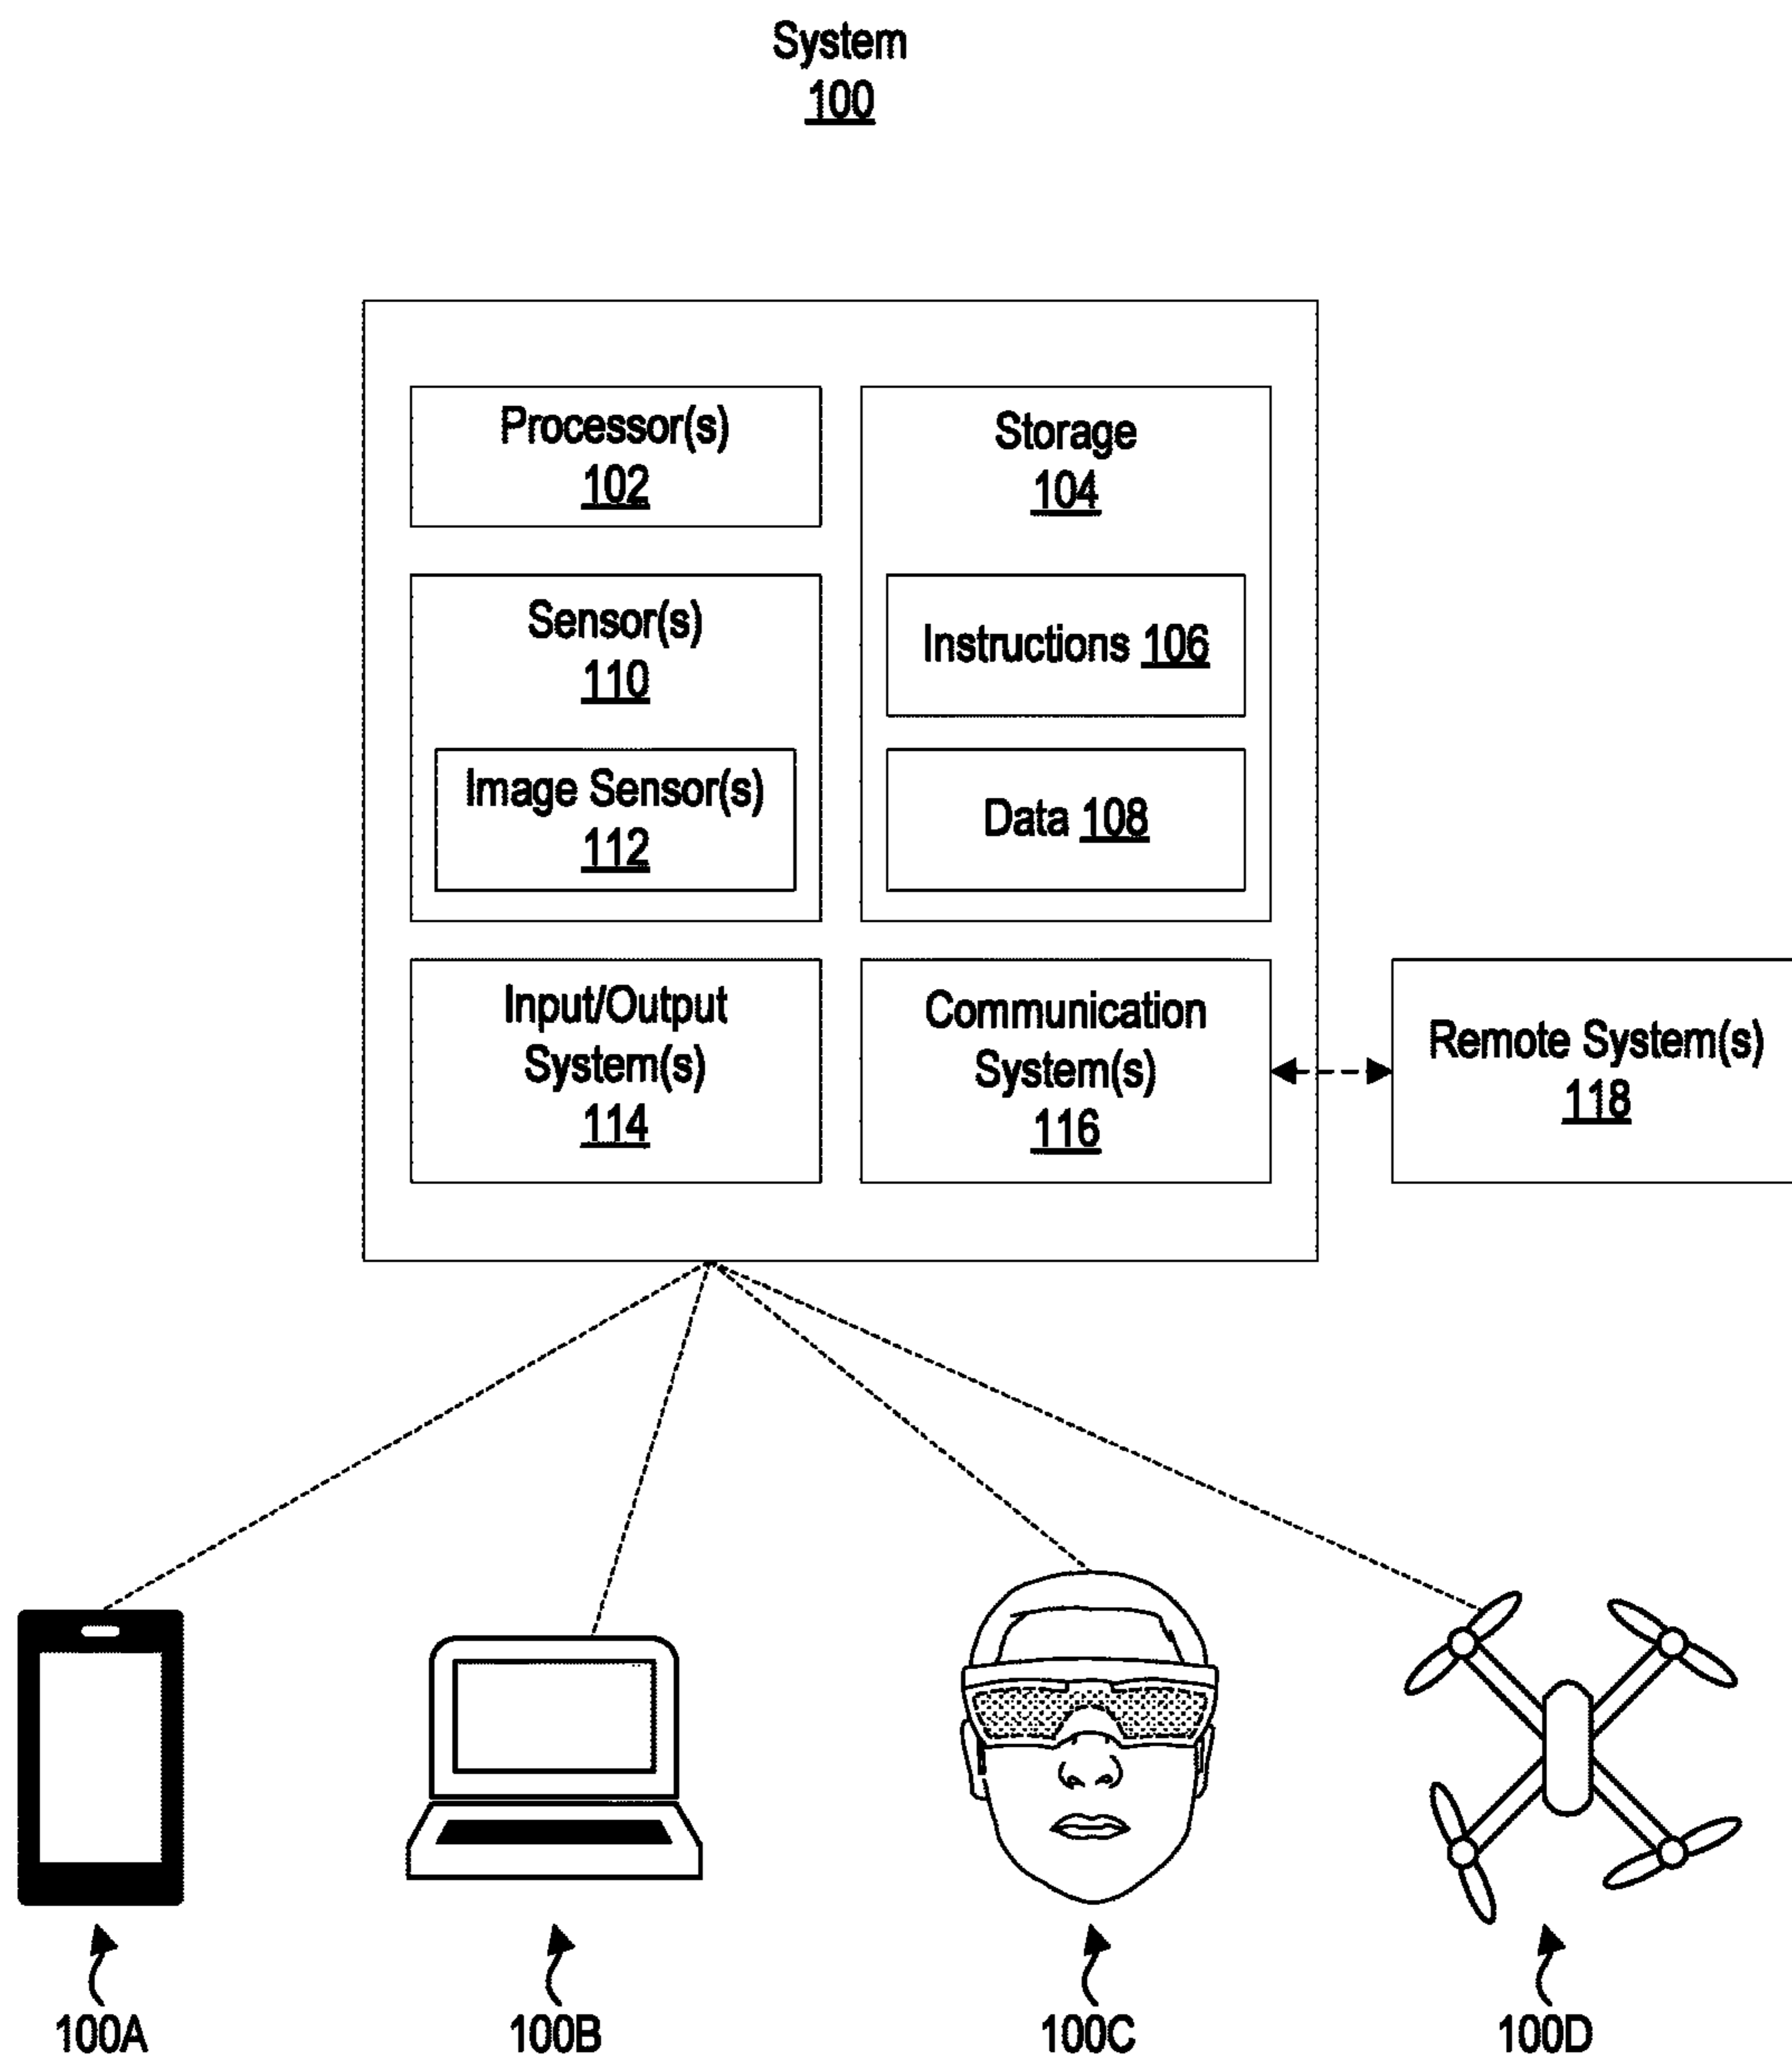 System
100
Processor(s)
102
Storage
104
Sensor(s)
110
Instructions 106
Image Sensor(s)
112
Data 108
Input/Output
System(s)
114
Communication
System(s)
116
Remote System(s)
118
100A
100B
100C
100D